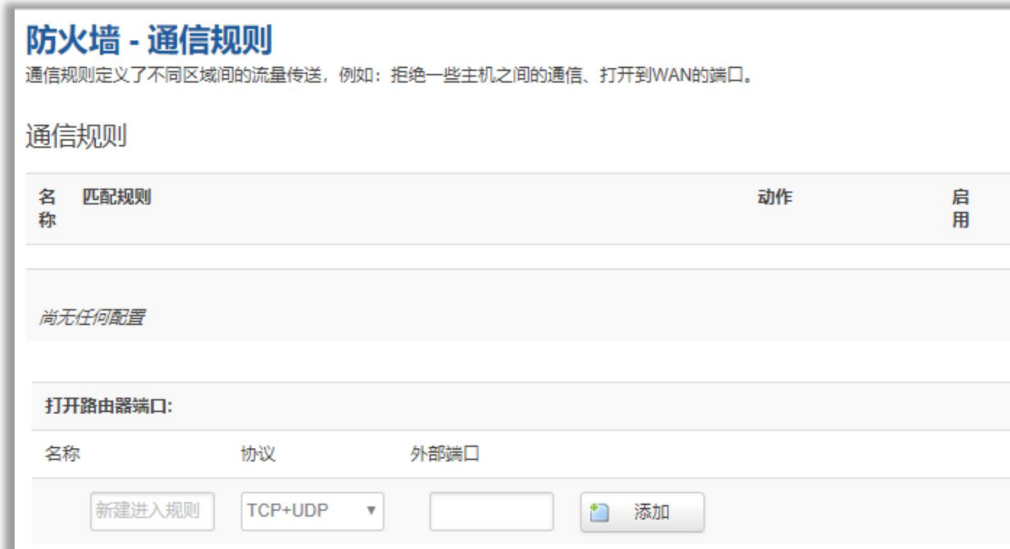 防火墙 - 通信规则
通信规则定义了不同区域间的流量传送，例如：拒绝一些主机之间的通信、打开到WAN的端口。
通信规则
名称 匹配规则 动作 启用
尚无任何配置
打开路由器端口:
名称 协议 外部端口
新建进入规则 TCP+UDP 添加